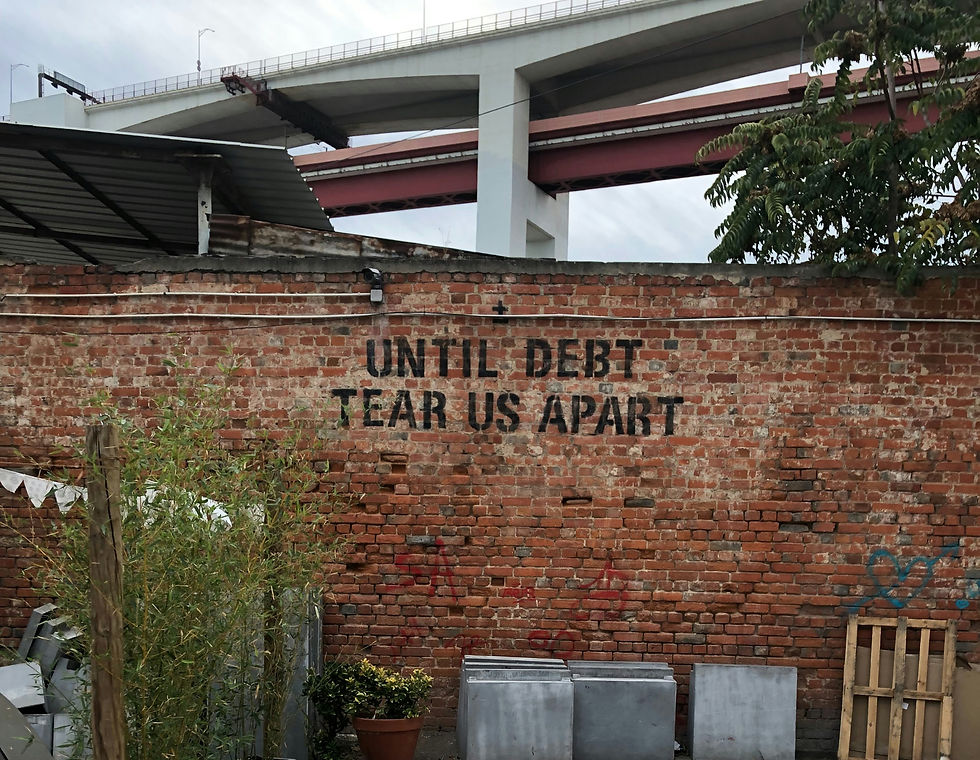 ±
UNTIL DEBT
TEAR US APART